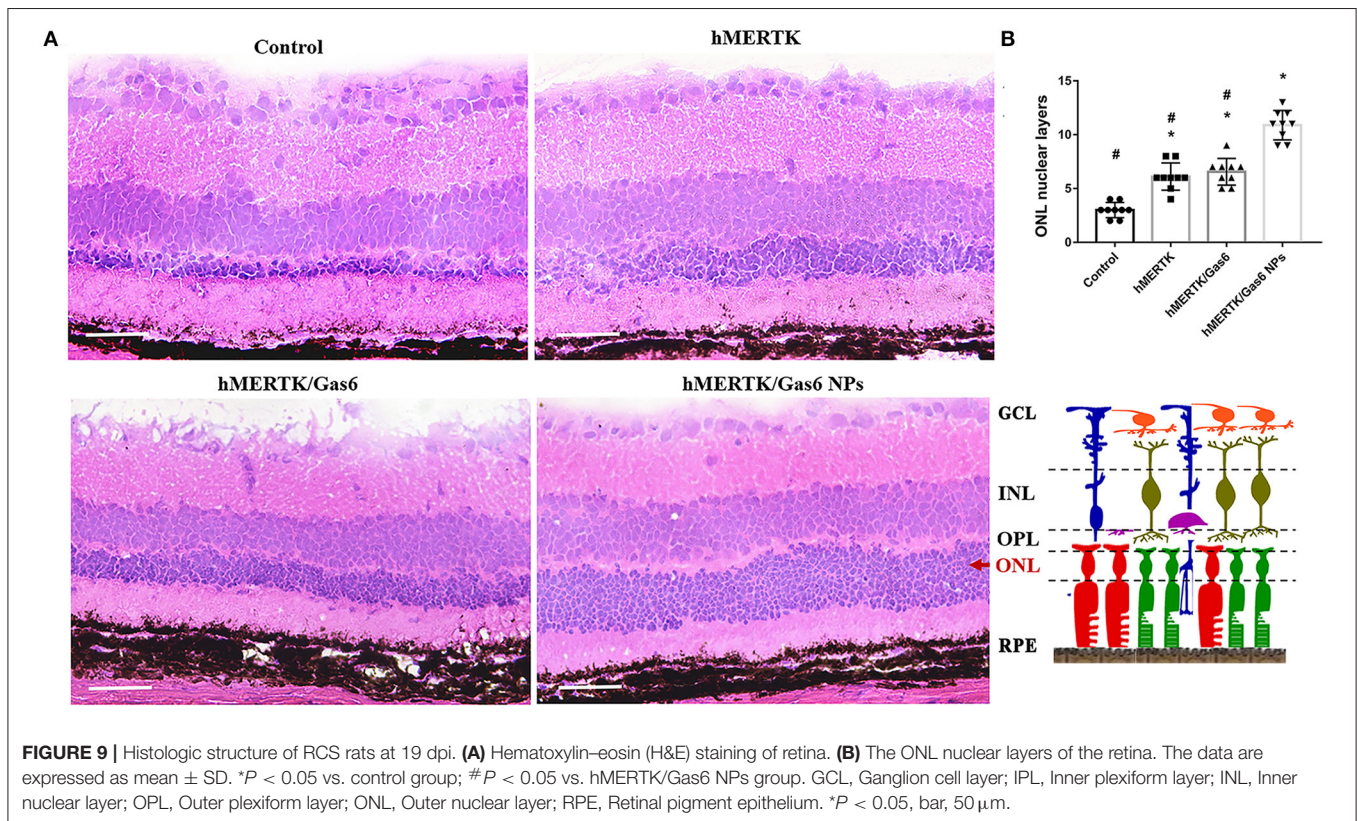 A
Control
hMERTK
hMERTK/Gas6
hMERTK/Gas6 NPs
B
ONL nuclear layers
15
10
5
0
#
#
*
#
*
*
Control
hMERTK
hMERTK/Gas6
hMERTK/Gas6 NPs
GCL
INL
OPL
ONL
RPE
FIGURE 9 | Histologic structure of RCS rats at 19 dpi. (A) Hematoxylin–eosin (H&E) staining of retina. (B) The ONL nuclear layers of the retina. The data are
expressed as mean ± SD. *P < 0.05 vs. control group; #P < 0.05 vs. hMERTK/Gas6 NPs group. GCL, Ganglion cell layer; IPL, Inner plexiform layer; INL, Inner
nuclear layer; OPL, Outer plexiform layer; ONL, Outer nuclear layer; RPE, Retinal pigment epithelium. *P < 0.05, bar, 50 μm.